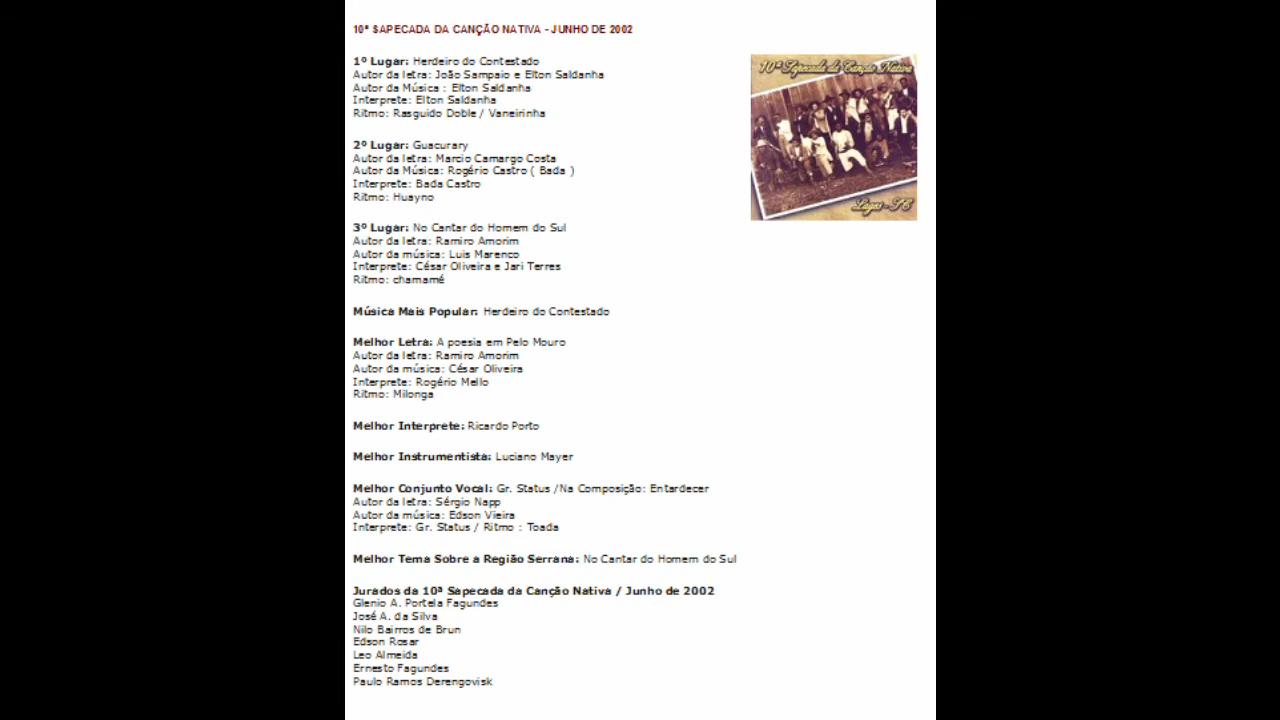 10ª SAPECADA DA CANÇÃO NATIVA - JUNHO DE 2002
1º Lugar: Herdeiro do Contestado
Autor da letra: João Sampaio e Elton Saldanha
Autor da Música : Elton Saldanha
Interprete: Elton Saldanha
Ritmo: Rasguido Doble / Vaneirinha
2º Lugar: Guacurary
Autor da letra: Marcio Camargo Costa
Autor da Música: Rogério Castro ( Bada )
Interprete: Bada Castro
Ritmo: Huayno
3º Lugar: No Cantar do Homem do Sul
Autor da letra: Ramiro Amorim
Autor da música: Luis Marenco
Interprete: César Oliveira e Jari Terres
Ritmo: chamamé
Música Mais Popular: Herdeiro do Contestado
Melhor Letra: A poesia em Pelo Mouro
Autor da letra: Ramiro Amorim
Autor da música: César Oliveira
Interprete: Rogério Mello
Ritmo: Milonga
Melhor Interprete: Ricardo Porto
Melhor Instrumentista: Luciano Mayer
Melhor Conjunto Vocal: Gr. Status /Na Composição: Entardecer
Autor da letra: Sérgio Napp
Autor da música: Edson Vieira
Interprete: Gr. Status / Ritmo : Toada
Melhor Tema Sobre a Região Serrana: No Cantar do Homem do Sul
Jurados da 10ª Sapecada da Canção Nativa / Junho de 2002
Glenio A. Portela Fagundes
José A. da Silva
Nilo Bairros de Brun
Edson Rosar
Leo Almeida
Ernesto Fagundes
Paulo Ramos Derengovisk
10ª Sapecada da Canção Nativa
Lages - SC